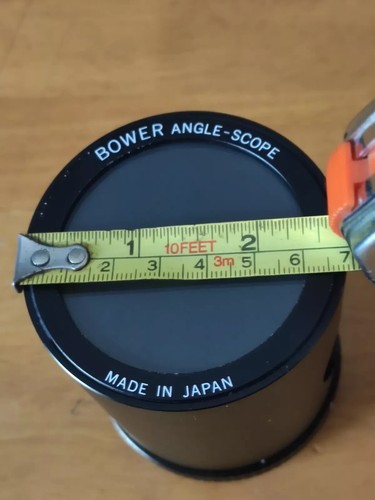 BOWER ANGLE-SCOPE
1 10FEET 2
2 3 4 3m 5 6 7
MADE IN JAPAN